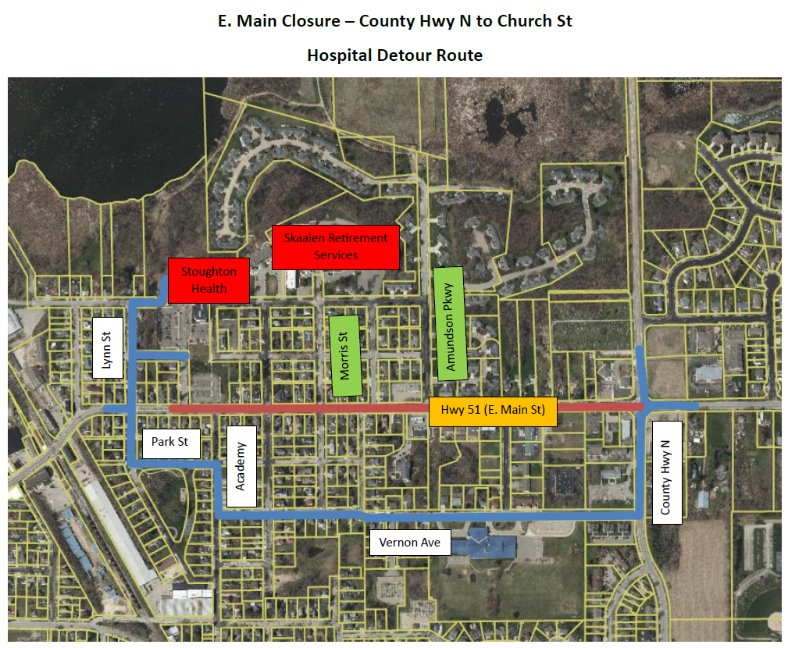 E. Main Closure – County Hwy N to Church St
Hospital Detour Route
Skaalen Retirement
Services
Stoughton
Health
Amundson Pkwy
Lynn St
Morris St
Hwy 51 (E. Main St)
Park St
Academy
County Hwy N
Vernon Ave